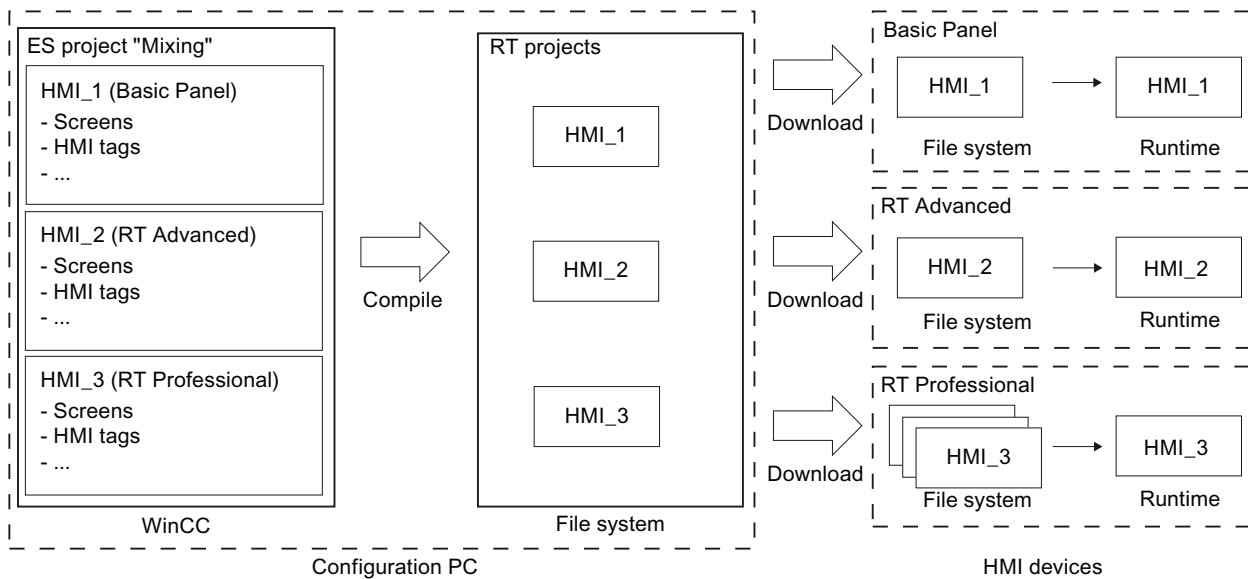 ES project "Mixing"
HMI_1 (Basic Panel)
- Screens
- HMI tags
- ...
HMI_2 (RT Advanced)
- Screens
- HMI tags
- ...
HMI_3 (RT Professional)
- Screens
- HMI tags
- ...
WinCC
Compile
RT projects
HMI_1
HMI_2
HMI_3
File system
Configuration PC
Download
Download
Download
Basic Panel
HMI_1
HMI_1
File system
Runtime
RT Advanced
HMI_2
HMI_2
File system
Runtime
RT Professional
HMI_3
HMI_3
File system
Runtime
HMI devices